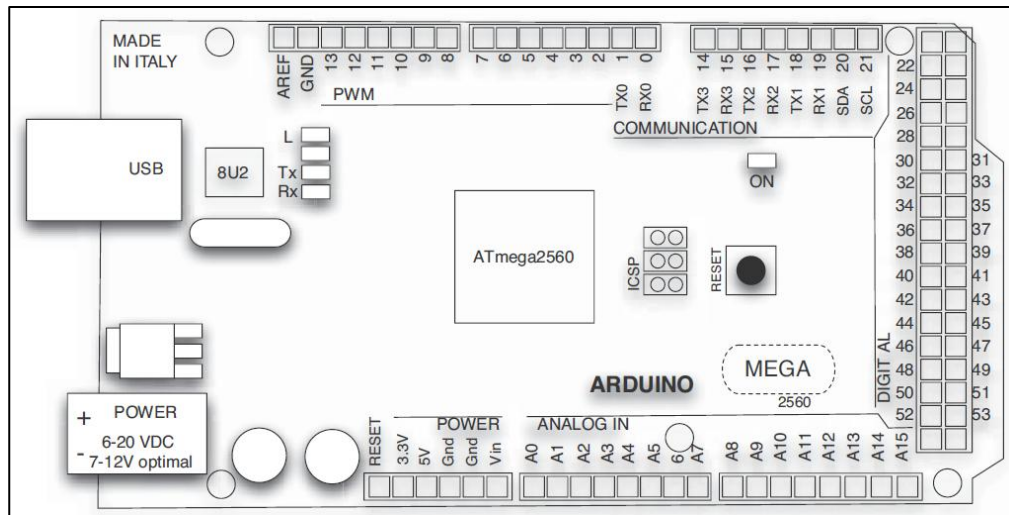 MADE
IN ITALY
AREF GND 13 12 11 10 9 8 7 6 5 4 3 2 1 0 14 15 16 17 18 19 20 21
TX0 RX0 TX3 RX3 TX2 RX2 TX1 RX1 SDA SCL
PWM
COMMUNICATION
22
24
26
28
30 31
32 33
34 35
36 37
38 39
40 41
42 43
44 45
46 47
48 49
50 51
52 53
DIGIT AL
L
Tx
Rx
USB
8U2
ON
ATmega2560
ICSP
RESET
MEGA
2560
ARDUINO
+ POWER
6-20 VDC
- 7-12V optimal
POWER
ANALOG IN
RESET 3.3V 5V Gnd Gnd Vin A0 A1 A2 A3 A4 A5 6 A7 A8 A9 A10 A11 A12 A13 A14 A15